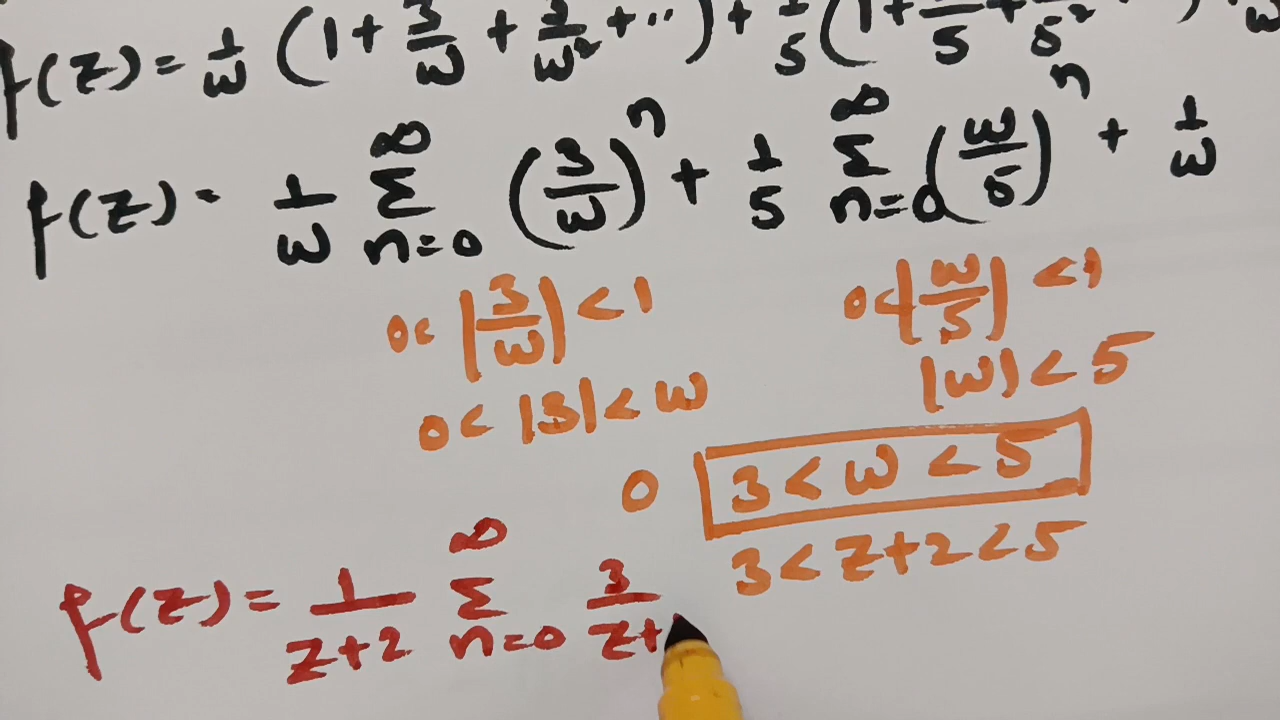 f(z) = 1/ω (1 + 3/ω + 3/ω² + ..) + 1/5 (1 + /5 + /5²
f(z) = 1/ω Σ_{n=0}^{∞} (3/ω)^n + 1/5 Σ_{n=0}^{∞} (ω/5)^n + 1/ω
0 < |3/ω| < 1 0 < |ω/5| < 1
0 < |3| < ω |ω| < 5
0 3 < ω < 5
3 < z+2 < 5
f(z) = 1/(z+2) Σ_{n=0}^{∞} 3/z+